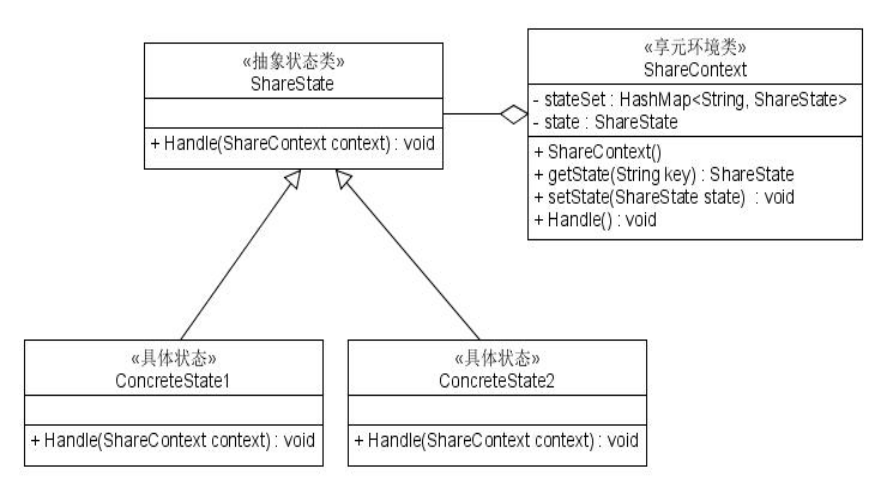 «抽象状态类»
ShareState
+ Handle(ShareContext context) : void
«享元环境类»
ShareContext
- stateSet : HashMap<String, ShareState>
- state : ShareState
+ ShareContext()
+ getState(String key) : ShareState
+ setState(ShareState state) : void
+ Handle() : void
«具体状态»
ConcreteState1
+ Handle(ShareContext context) : void
«具体状态»
ConcreteState2
+ Handle(ShareContext context) : void